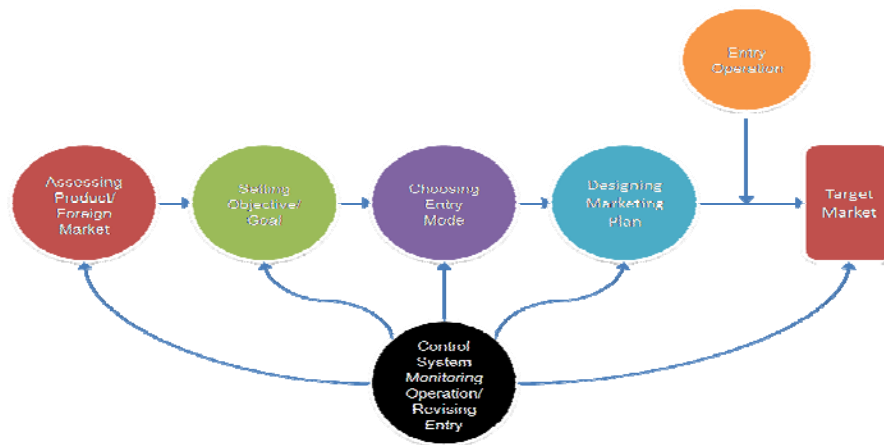 Entry
Operation
Assessing
Product/
Foreign
Market
Setting
Objective/
Goal
Choosing
Entry
Mode
Designing
Marketing
Plan
Target
Market
Control
System
Monitoring
Operation/
Revising
Entry